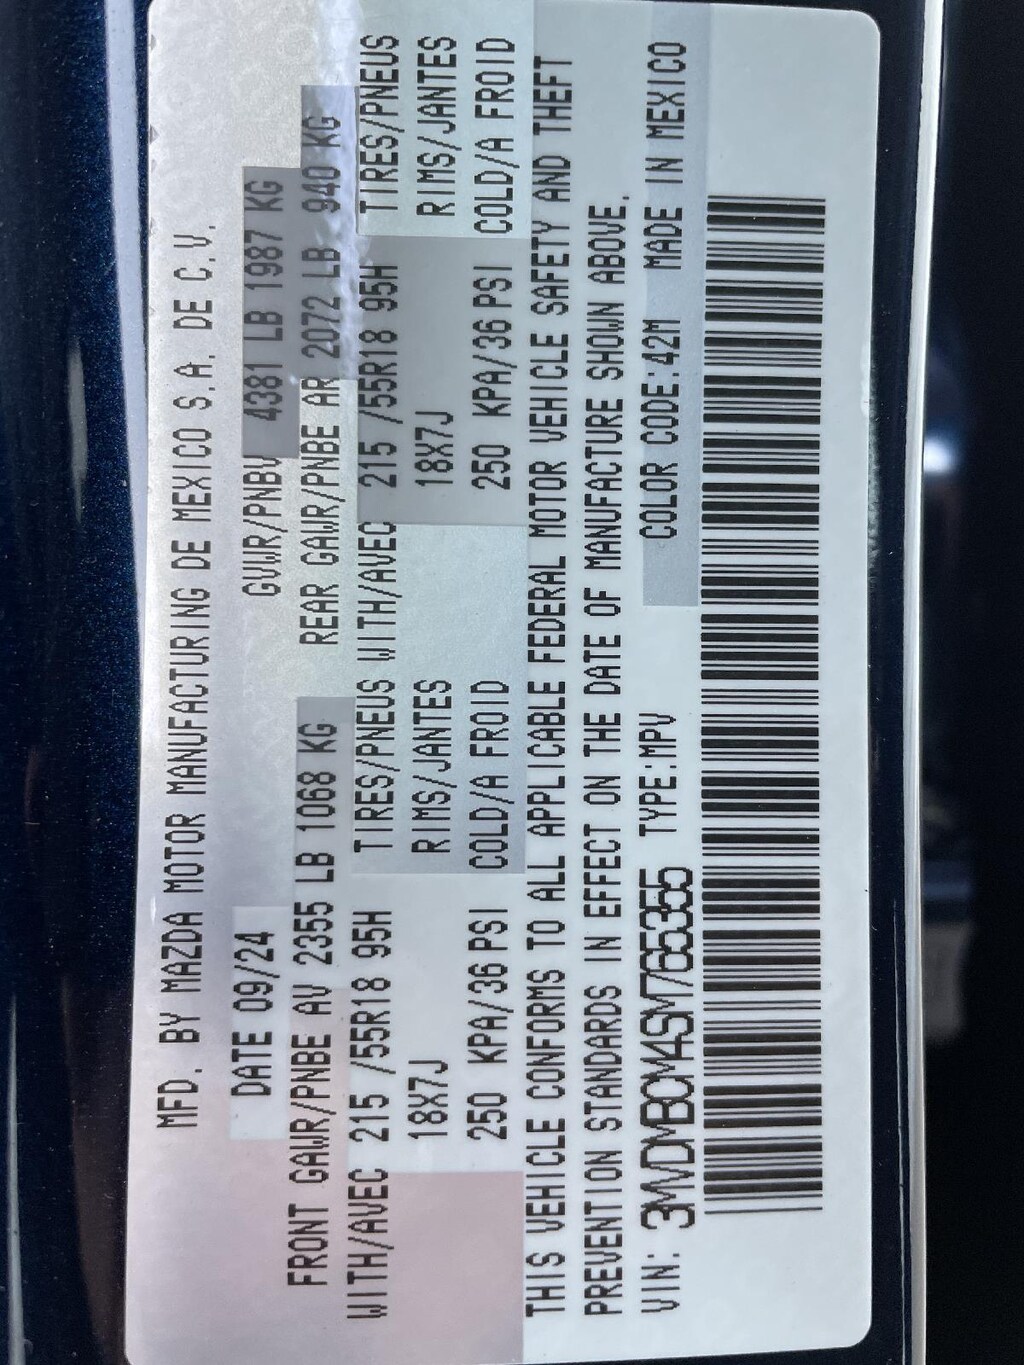 MFD. BY MAZDA MOTOR MANUFACTURING DE MEXICO S.A. DE C.V.
DATE 09/24 GVWR/PNBV 4381 LB 1987 KG
FRONT GAWR/PNBE AV 2355 LB 1068 KG REAR GAWR/PNBE AR 2072 LB 940 KG
WITH/AVEC 215 /55R18 95H TIRES/PNEUS WITH/AVEC 215 /55R18 95H TIRES/PNEUS
18X7J RIMS/JANTES 18X7J RIMS/JANTES
250 KPA/36 PSI COLD/A FROID 250 KPA/36 PSI COLD/A FROID
THIS VEHICLE CONFORMS TO ALL APPLICABLE FEDERAL MOTOR VEHICLE SAFETY AND THEFT
PREVENTION STANDARDS IN EFFECT ON THE DATE OF MANUFACTURE SHOWN ABOVE.
VIN: 3MVDMBCM4SM765355 TYPE:MPV COLOR CODE:42M MADE IN MEXICO